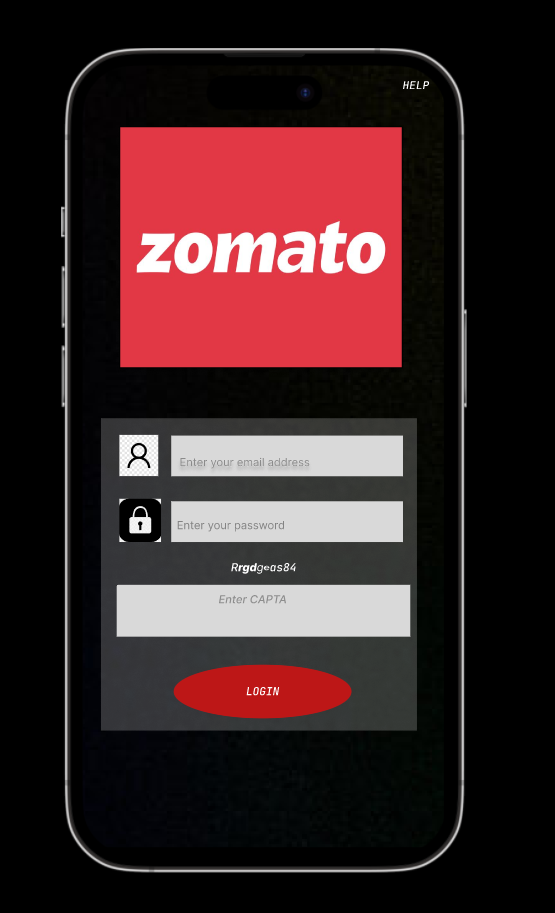 HELP
zomato
Enter your email address
Enter your password
Rrgdgeas84
Enter CAPTA
LOGIN